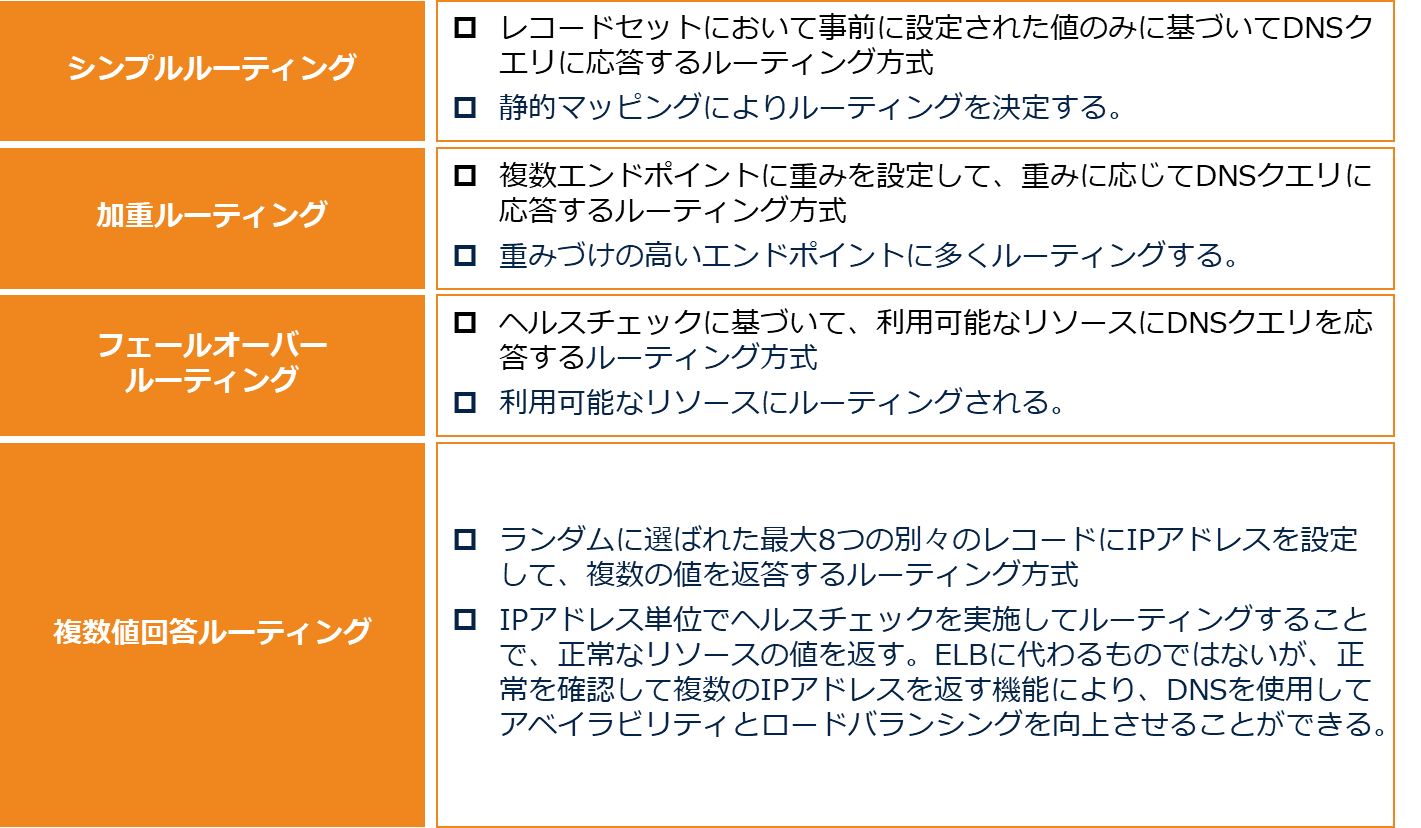 シンプルルーティング
レコードセットにおいて事前に設定された値のみに基づいてDNSク
エリに応答するルーティング方式
静的マッピングによりルーティングを決定する。
加重ルーティング
複数エンドポイントに重みを設定して、重みに応じてDNSクエリに
応答するルーティング方式
重みづけの高いエンドポイントに多くルーティングする。
フェールオーバー
ルーティング
ヘルスチェックに基づいて、利用可能なリソースにDNSクエリを応
答するルーティング方式
利用可能なリソースにルーティングされる。
複数値回答ルーティング
ランダムに選ばれた最大8つの別々のレコードにIPアドレスを設定
して、複数の値を返答するルーティング方式
IPアドレス単位でヘルスチェックを実施してルーティングすること
で、正常なリソースの値を返す。ELBに代わるものではないが、正
常を確認して複数のIPアドレスを返す機能により、DNSを使用して
アベイラビリティとロードバランシングを向上させることができる。